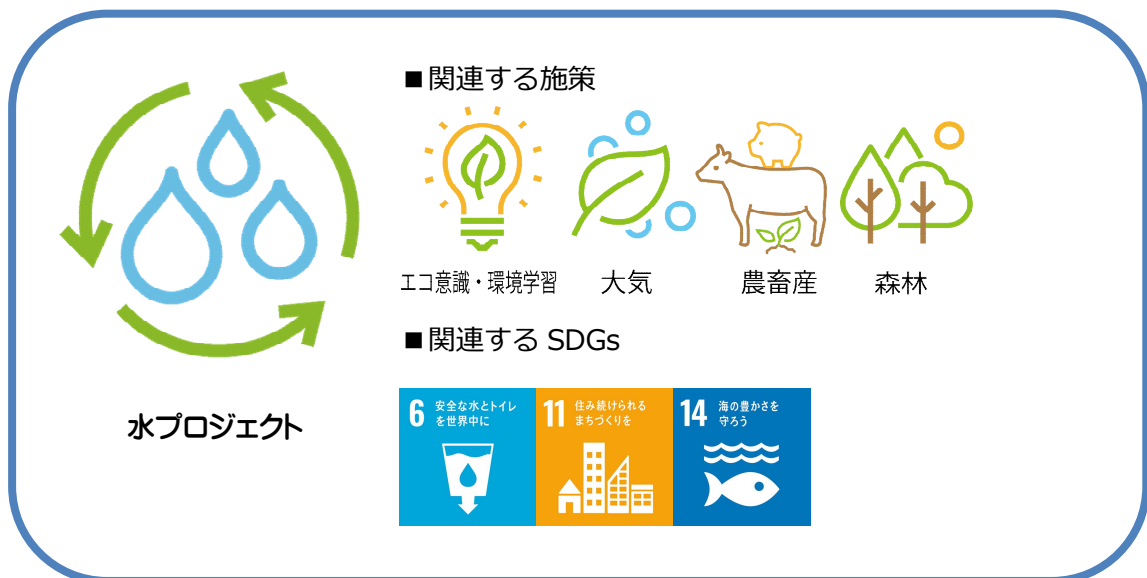 ■関連する施策
エコ意識・環境学習
大気
農畜産
森林
■関連する SDGs
水プロジェクト
6 安全な水とトイレ
を世界中に
11 住み続けられる
まちづくりを
14 海の豊かさを
守ろう